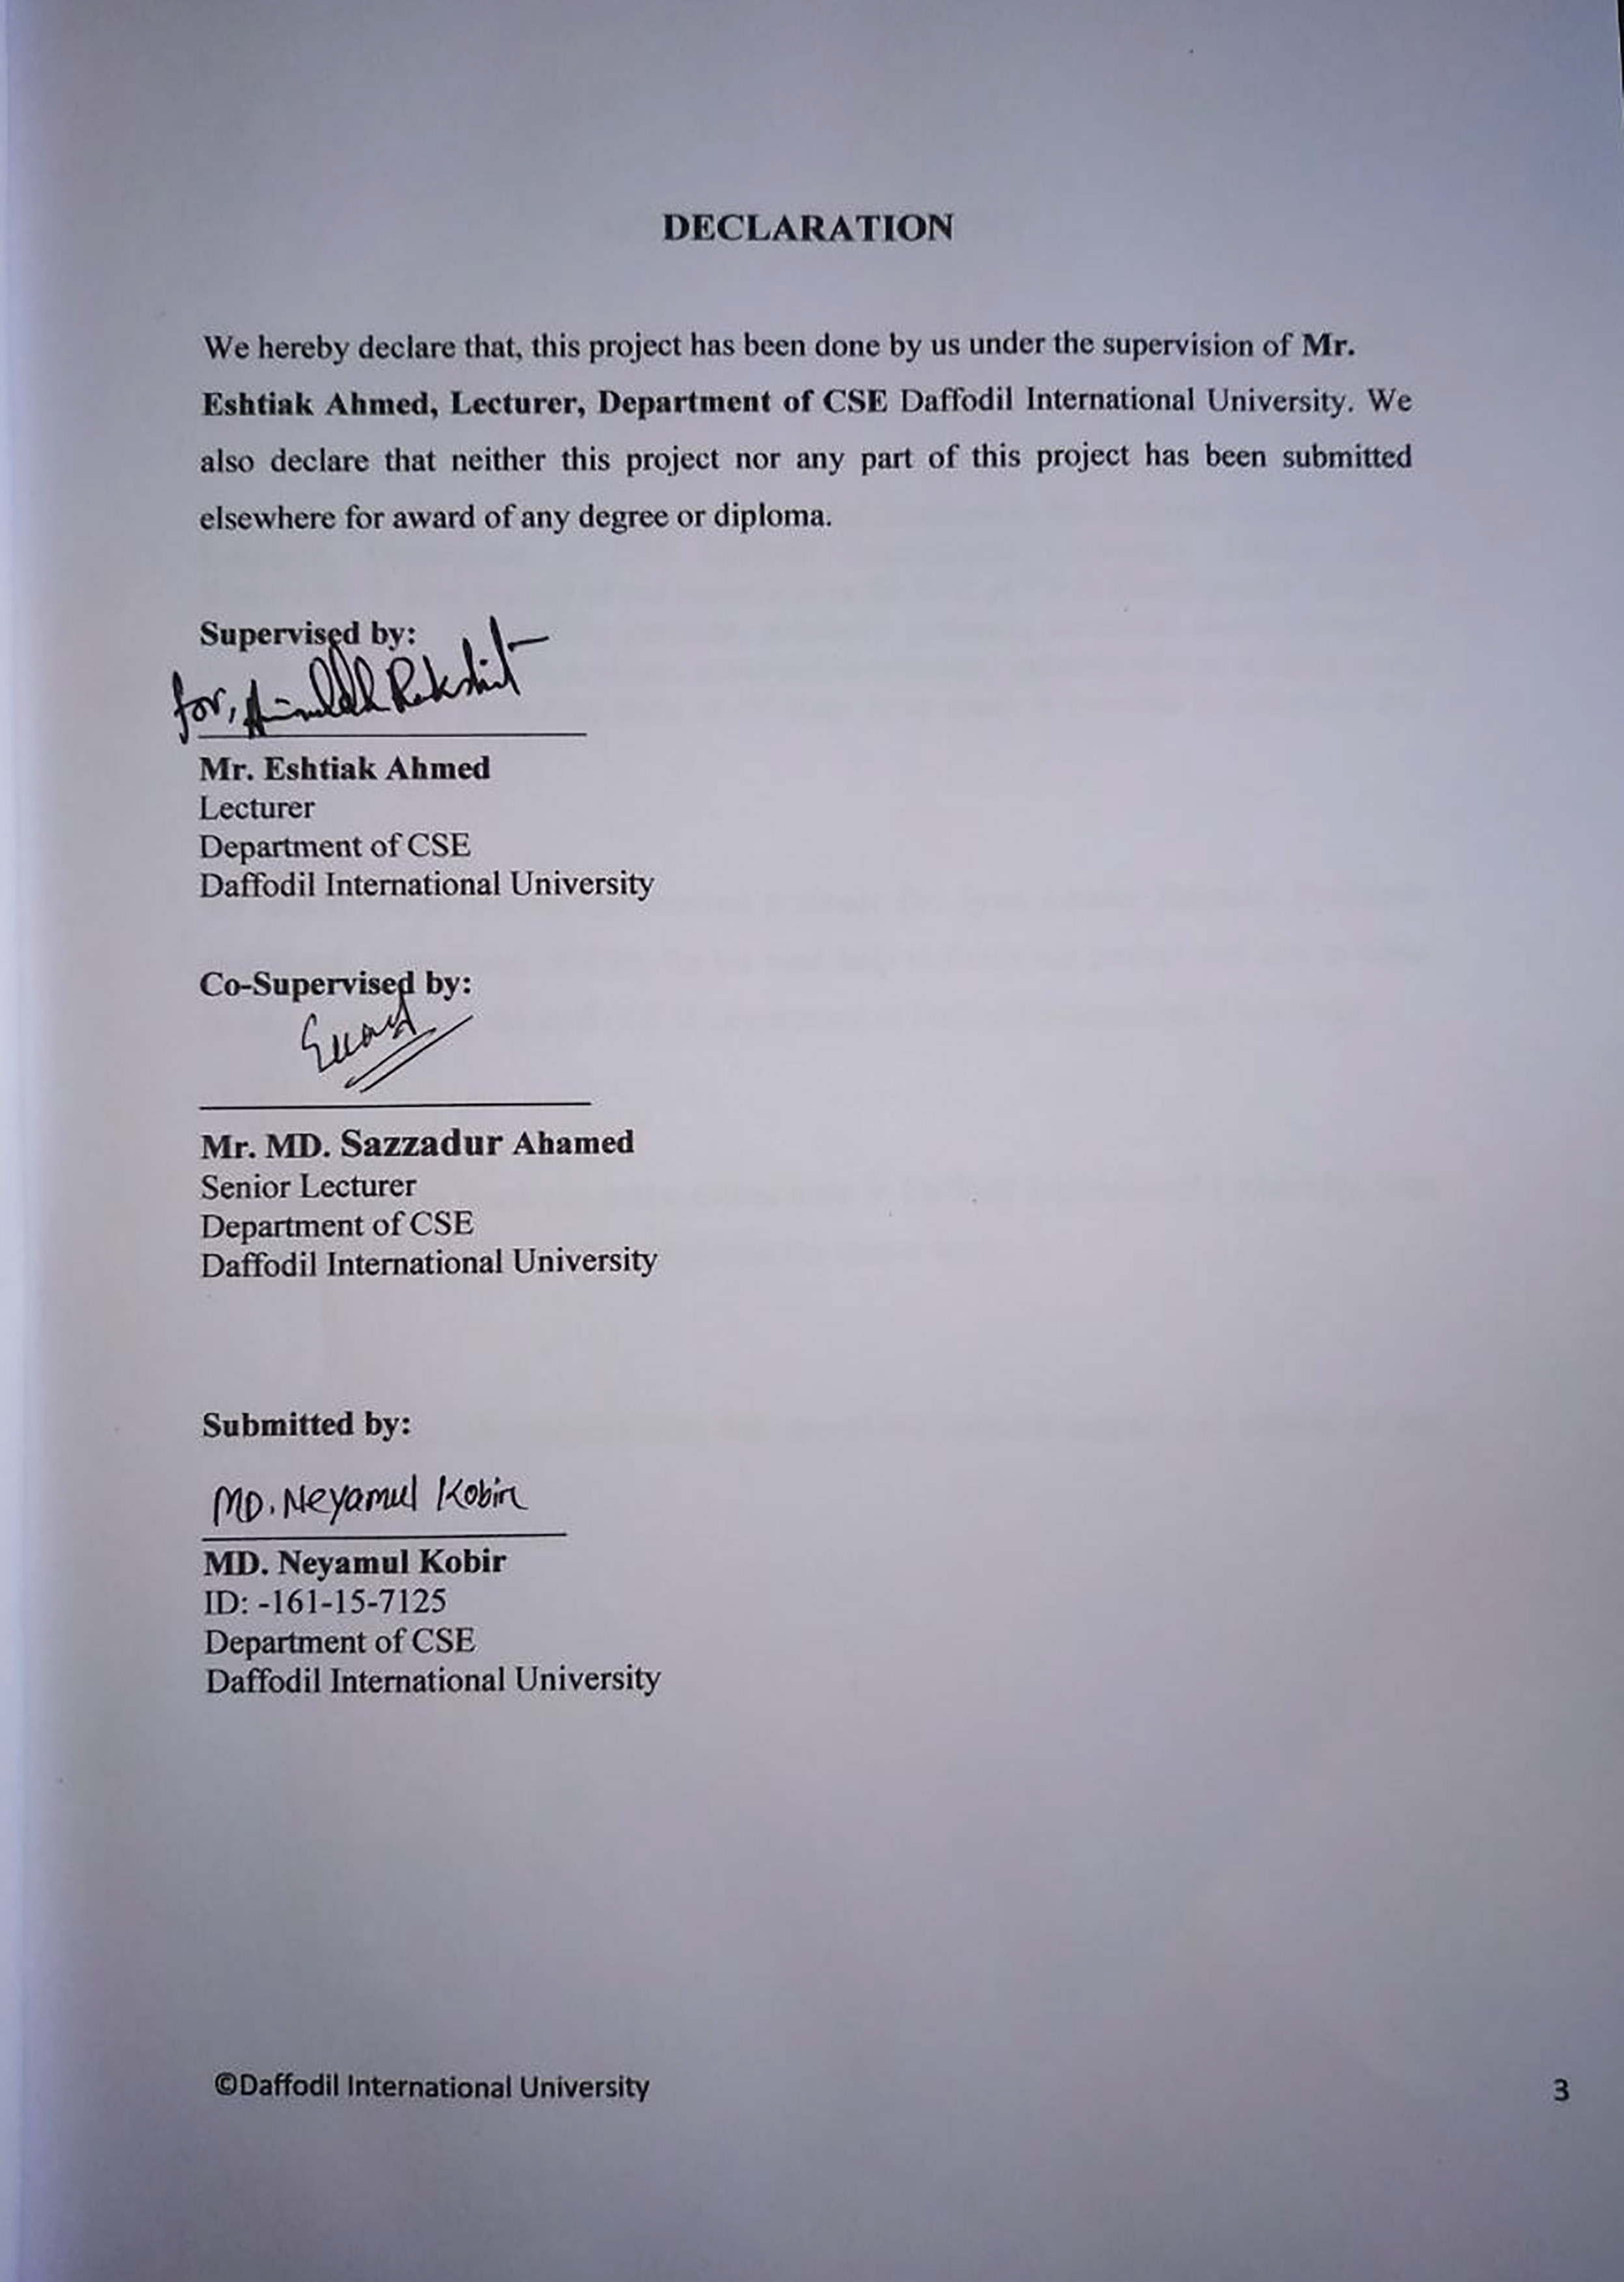 DECLARATION
We hereby declare that, this project has been done by us under the supervision of Mr.
Eshtiak Ahmed, Lecturer, Department of CSE Daffodil International University. We
also declare that neither this project nor any part of this project has been submitted
elsewhere for award of any degree or diploma.
Supervised by:
for, Rakshit
Mr. Eshtiak Ahmed
Lecturer
Department of CSE
Daffodil International University
Co-Supervised by:
Mr. MD. Sazzadur Ahamed
Senior Lecturer
Department of CSE
Daffodil International University
Submitted by:
MD. Neyamul Kobir
MD. Neyamul Kobir
ID: -161-15-7125
Department of CSE
Daffodil International University
©Daffodil International University
3